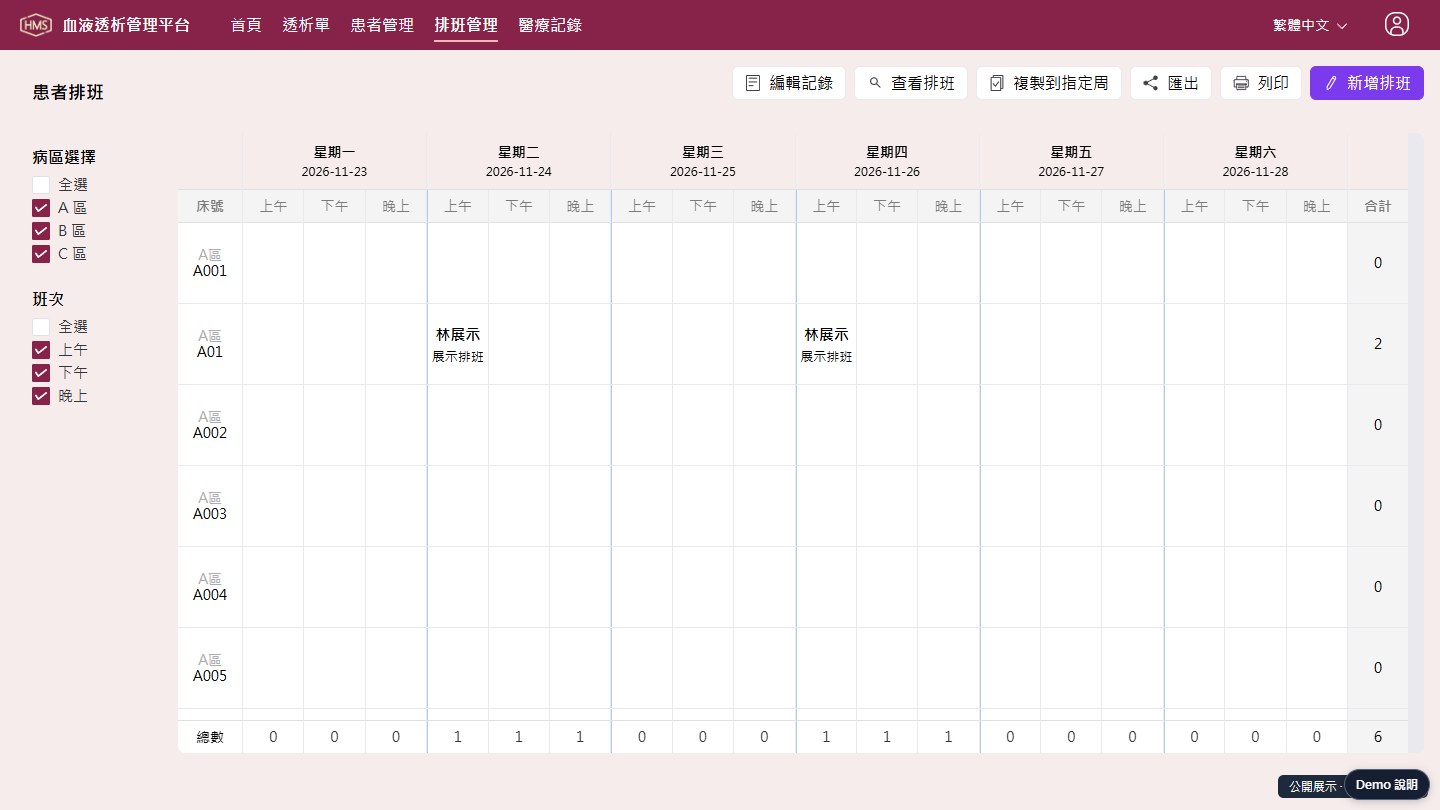 HMS 血液透析管理平台 首頁 透析單 患者管理 排班管理 醫療記錄 繁體中文
患者排班 編輯記錄 查看排班 複製到指定周 匯出 列印 新增排班
病區選擇
全選
A 區
B 區
C 區
班次
全選
上午
下午
晚上
星期一 星期二 星期三 星期四 星期五 星期六
2026-11-23 2026-11-24 2026-11-25 2026-11-26 2026-11-27 2026-11-28
床號 上午 下午 晚上 上午 下午 晚上 上午 下午 晚上 上午 下午 晚上 上午 下午 晚上 上午 下午 晚上 合計
A區
A001 0
A區 林展示 林展示
A01 展示排班 展示排班 2
A區
A002 0
A區
A003 0
A區
A004 0
A區
A005 0
總數 0 0 0 1 1 1 0 0 0 1 1 1 0 0 0 0 0 0 6
公開展示 · Demo 說明